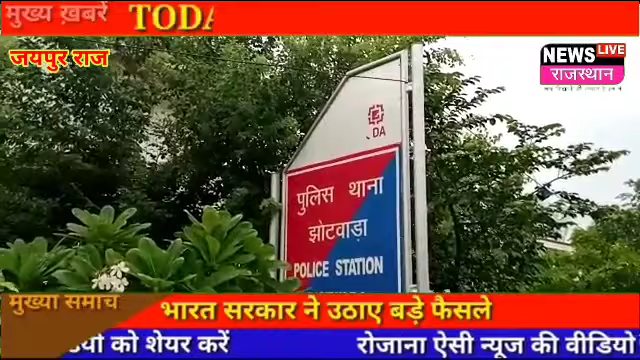 मुख्य ख़बरें TODA
जयपुर राज
NEWS LIVE
राजस्थान
DA
पुलिस थाना
झोटवाड़ा
POLICE STATION
मुख्या समाच
भारत सरकार ने उठाए बड़े फैसले
को शेयर करें रोजाना ऐसी न्यूज की वीडियो